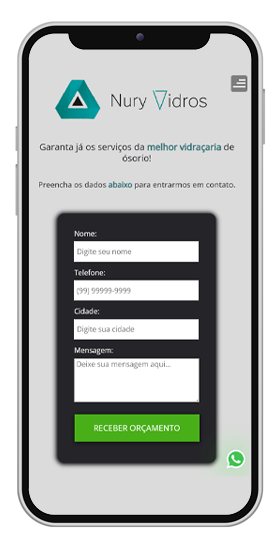 Nury Vidros
Garanta já os serviços da melhor vidraçaria de
ósorio!
Preencha os dados abaixo para entrarmos em contato.
Nome:
Digite seu nome
Telefone:
(99) 99999-9999
Cidade:
Digite sua cidade
Mensagem:
Deixe sua mensagem aqui...
RECEBER ORÇAMENTO